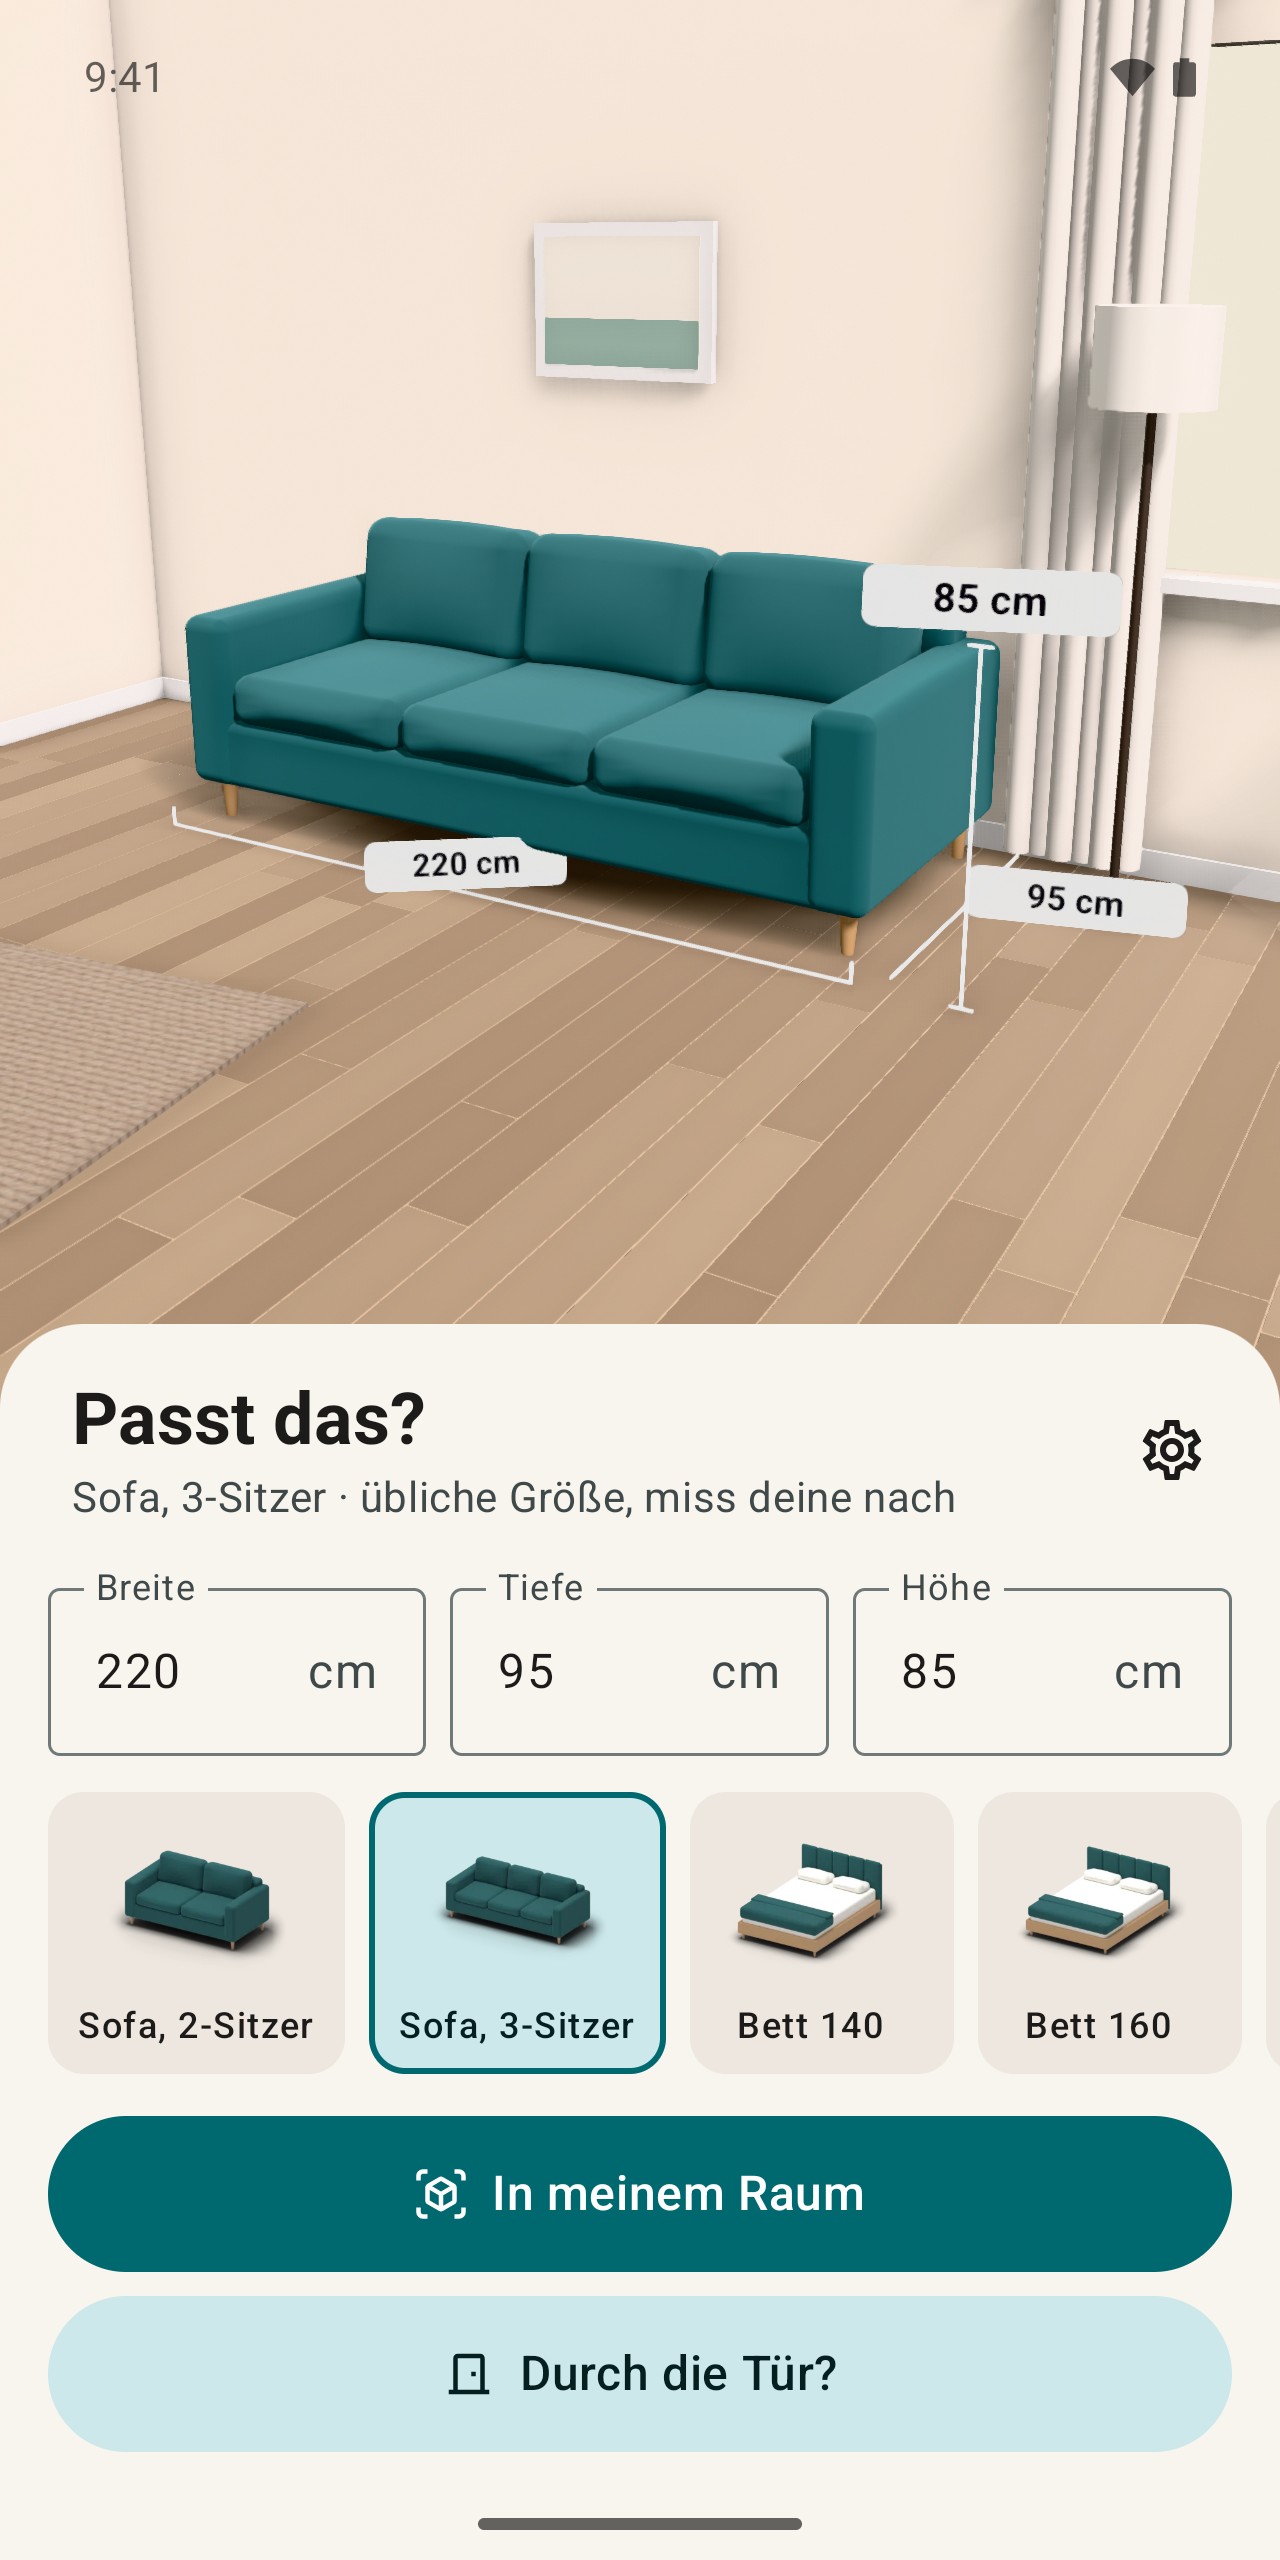 9:41
85 cm
220 cm
95 cm
Passt das?
Sofa, 3-Sitzer · übliche Größe, miss deine nach
Breite
Tiefe
Höhe
220 cm
95 cm
85 cm
Sofa, 2-Sitzer
Sofa, 3-Sitzer
Bett 140
Bett 160
In meinem Raum
Durch die Tür?